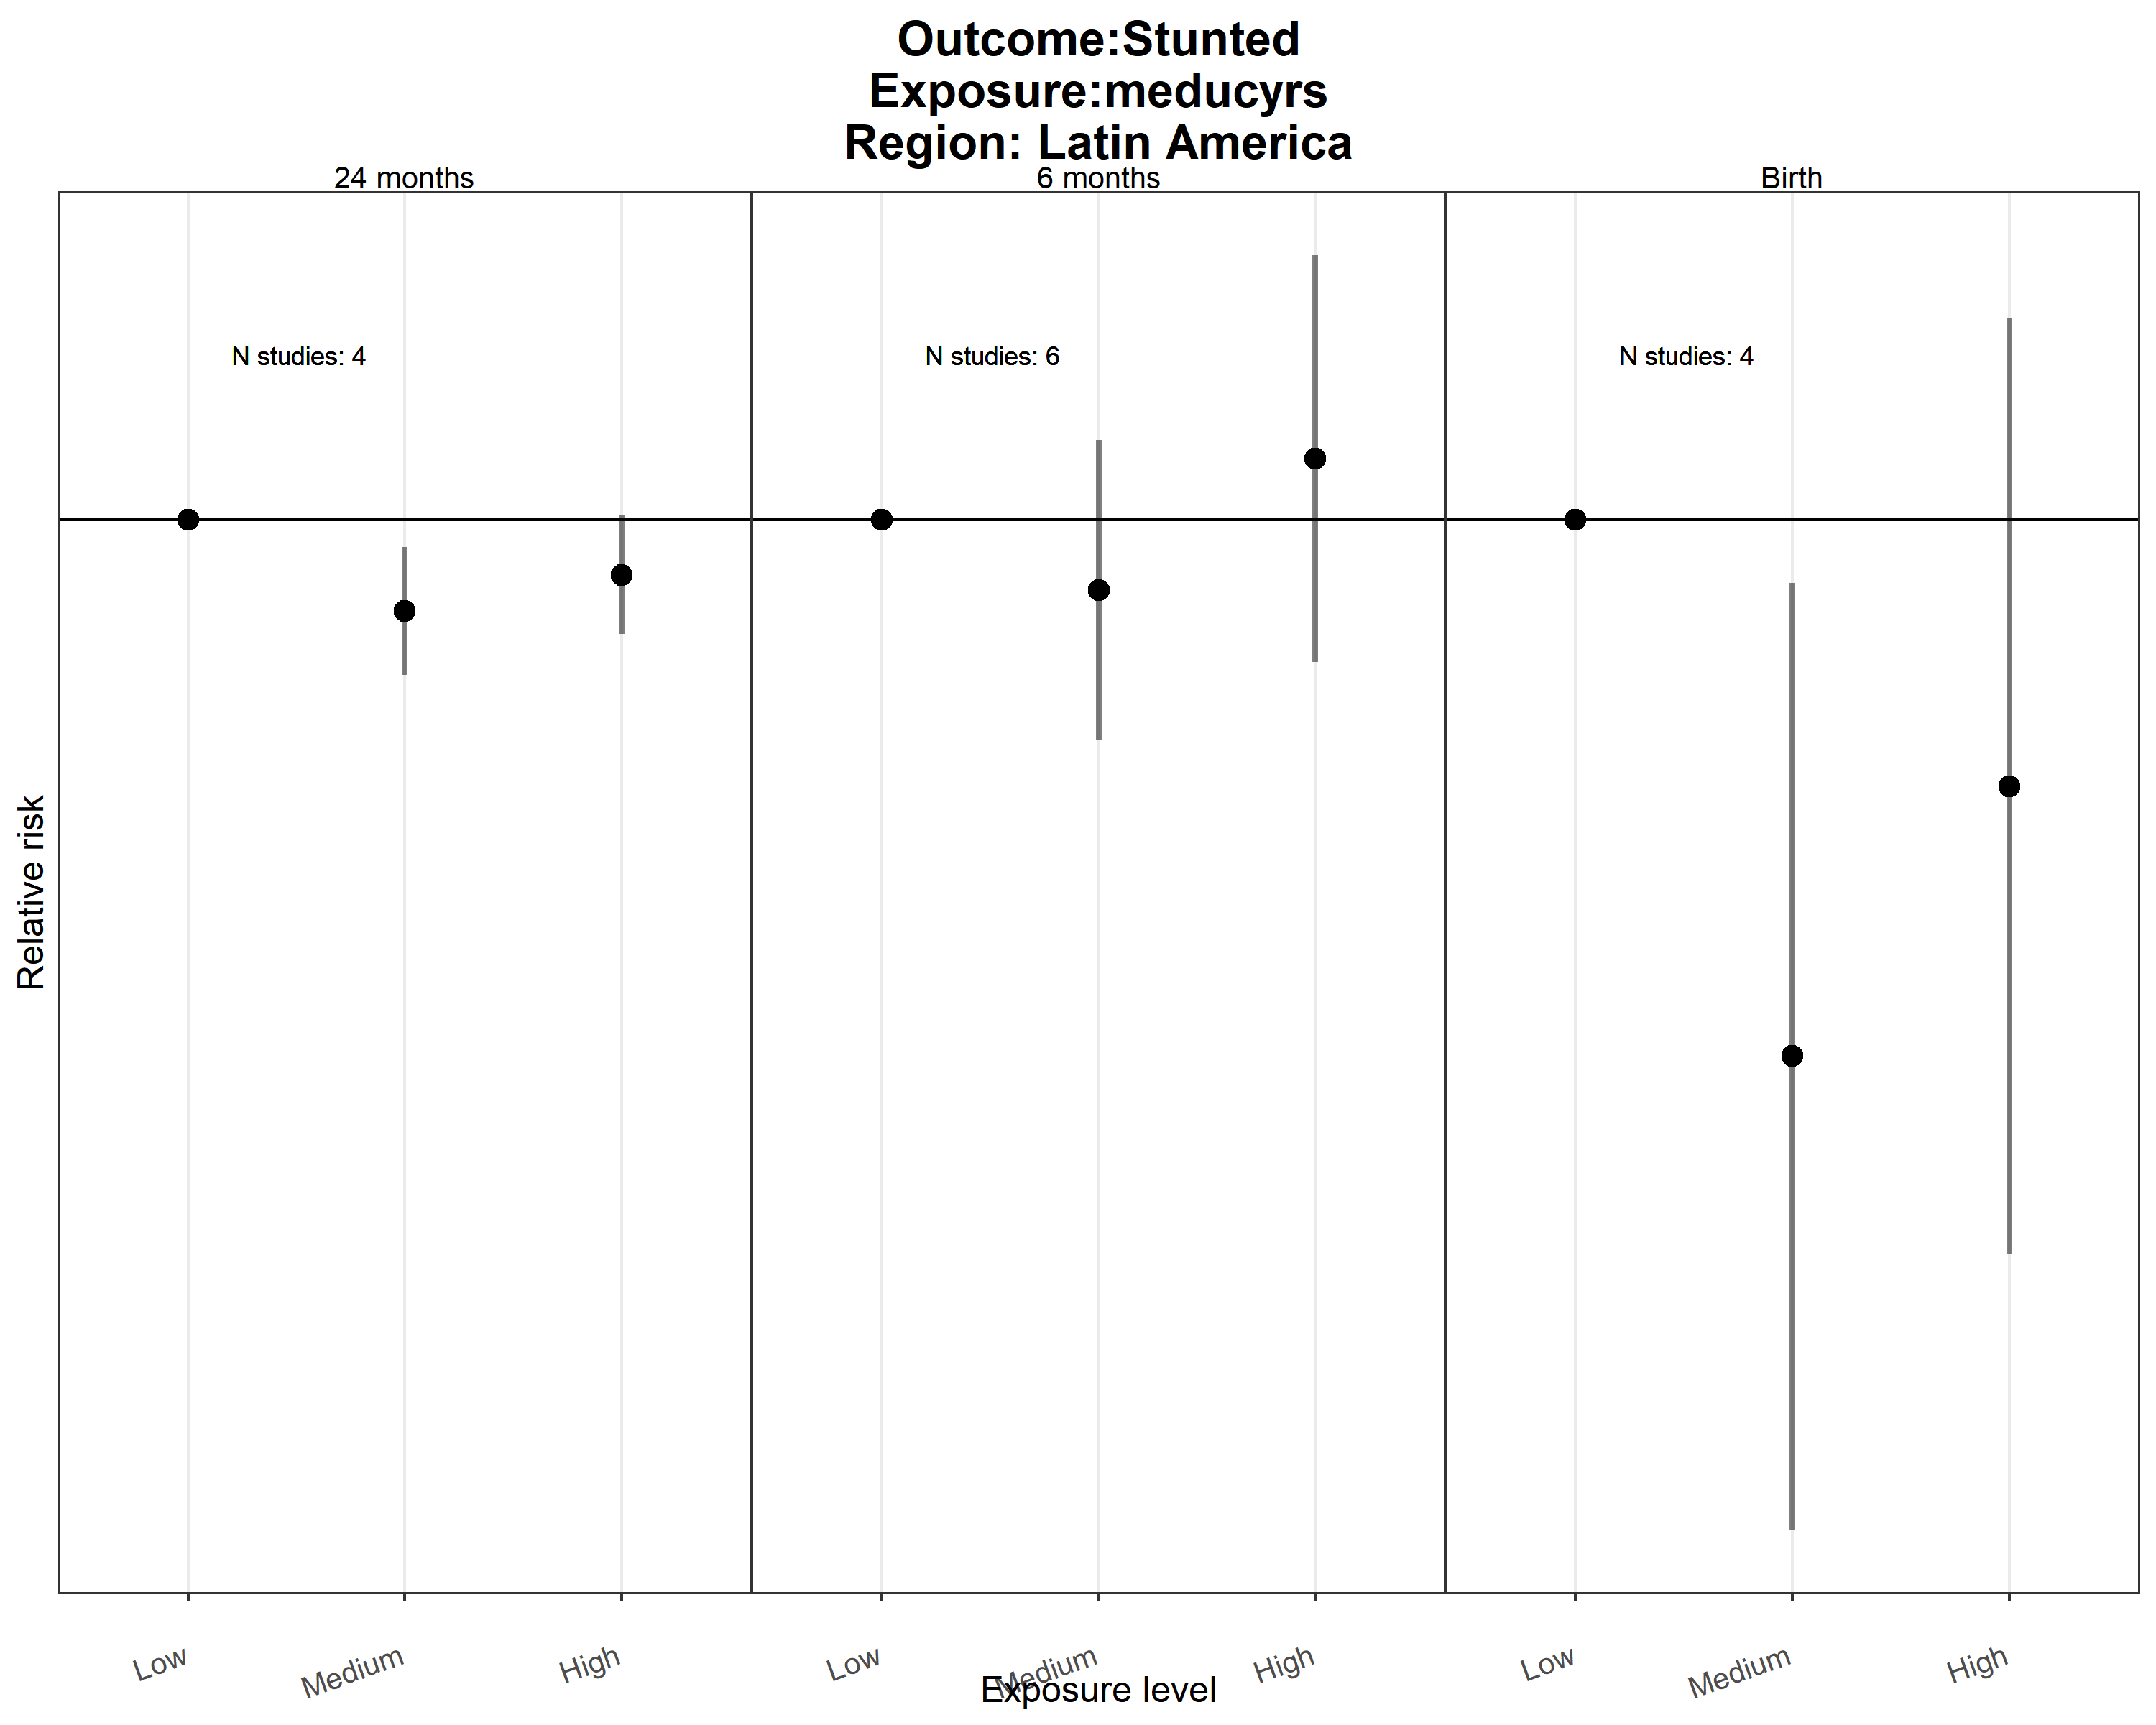 Outcome:Stunted
Exposure:meducyrs
Region: Latin America
24 months
6 months
Birth
N studies: 4
N studies: 6
N studies: 4
Relative risk
Low
Medium
High
Low
Medium
High
Low
Medium
High
Exposure level